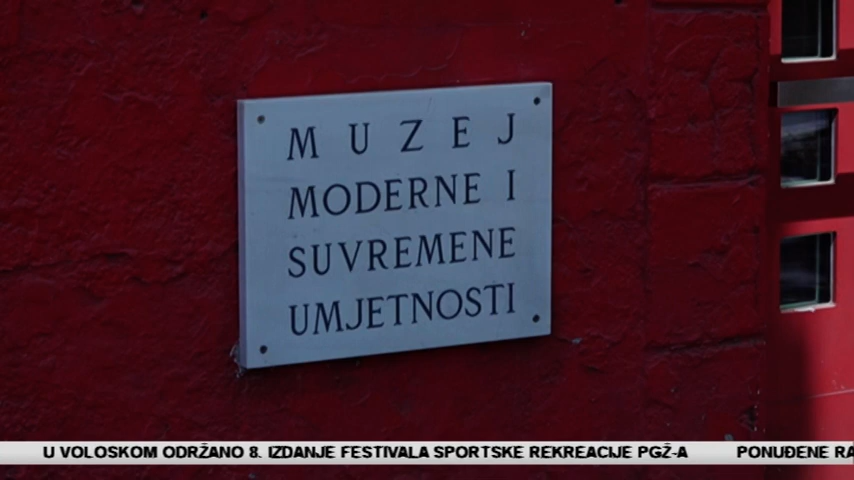 MUZEJ
MODERNE I
SUVREMENE
UMJETNOSTI
U VOLOSKOM ODRŽANO 8. IZDANJE FESTIVALA SPORTSKE REKREACIJE PGŽ-A PONUĐENE